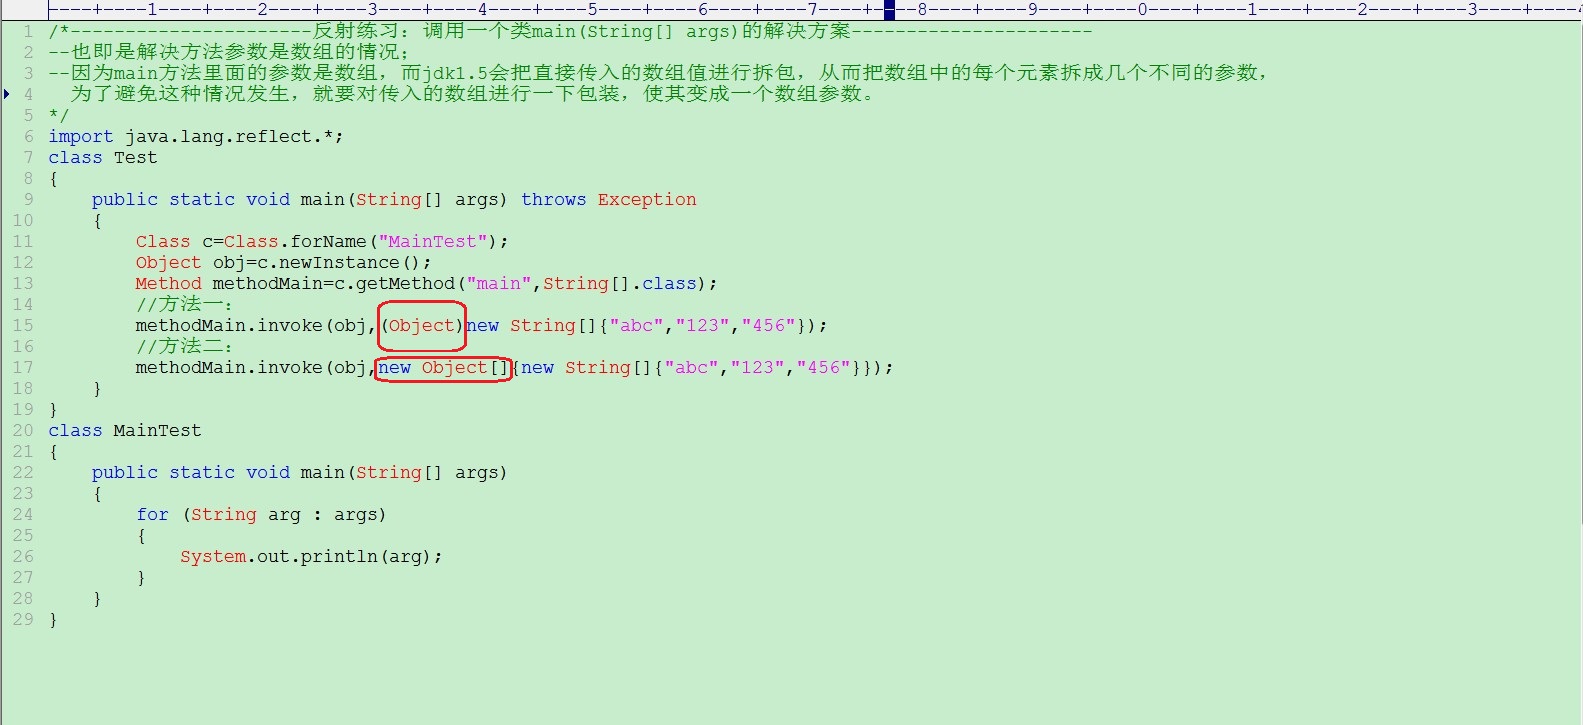 |----+----1----+----2----+----3----+----4----+----5----+----6----+----7----+----8----+----9----+----0----+----1----+----2----+----3----+----4
1 /*----------------------反射练习：调用一个类main(String[] args)的解决方案----------------------
2 --也即是解决方法参数是数组的情况；
3 --因为main方法里面的参数是数组，而jdk1.5会把直接传入的数组值进行拆包，从而把数组中的每个元素拆成几个不同的参数，
4   为了避免这种情况发生，就要对传入的数组进行一下包装，使其变成一个数组参数。
5 */
6 import java.lang.reflect.*;
7 class Test
8 {
9     public static void main(String[] args) throws Exception
10     {
11         Class c=Class.forName("MainTest");
12         Object obj=c.newInstance();
13         Method methodMain=c.getMethod("main",String[].class);
14         //方法一：
15         methodMain.invoke(obj,(Object)new String[]{"abc","123","456"});
16         //方法二：
17         methodMain.invoke(obj,new Object[]{new String[]{"abc","123","456"}});
18     }
19 }
20 class MainTest
21 {
22     public static void main(String[] args)
23     {
24         for (String arg : args)
25         {
26             System.out.println(arg);
27         }
28     }
29 }